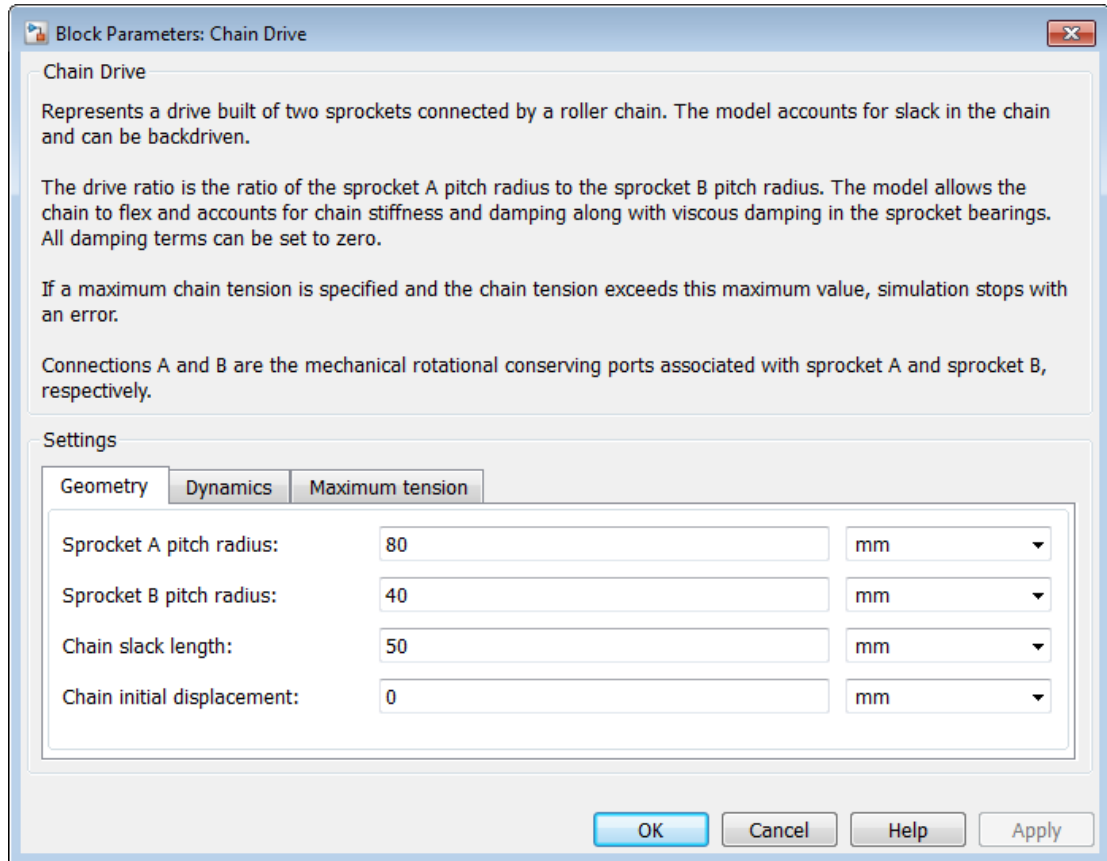 Block Parameters: Chain Drive
Chain Drive
Represents a drive built of two sprockets connected by a roller chain. The model accounts for slack in the chain
and can be backdriven.
The drive ratio is the ratio of the sprocket A pitch radius to the sprocket B pitch radius. The model allows the
chain to flex and accounts for chain stiffness and damping along with viscous damping in the sprocket bearings.
All damping terms can be set to zero.
If a maximum chain tension is specified and the chain tension exceeds this maximum value, simulation stops with
an error.
Connections A and B are the mechanical rotational conserving ports associated with sprocket A and sprocket B,
respectively.
Settings
Geometry Dynamics Maximum tension
Sprocket A pitch radius: 80 mm
Sprocket B pitch radius: 40 mm
Chain slack length: 50 mm
Chain initial displacement: 0 mm
OK Cancel Help Apply